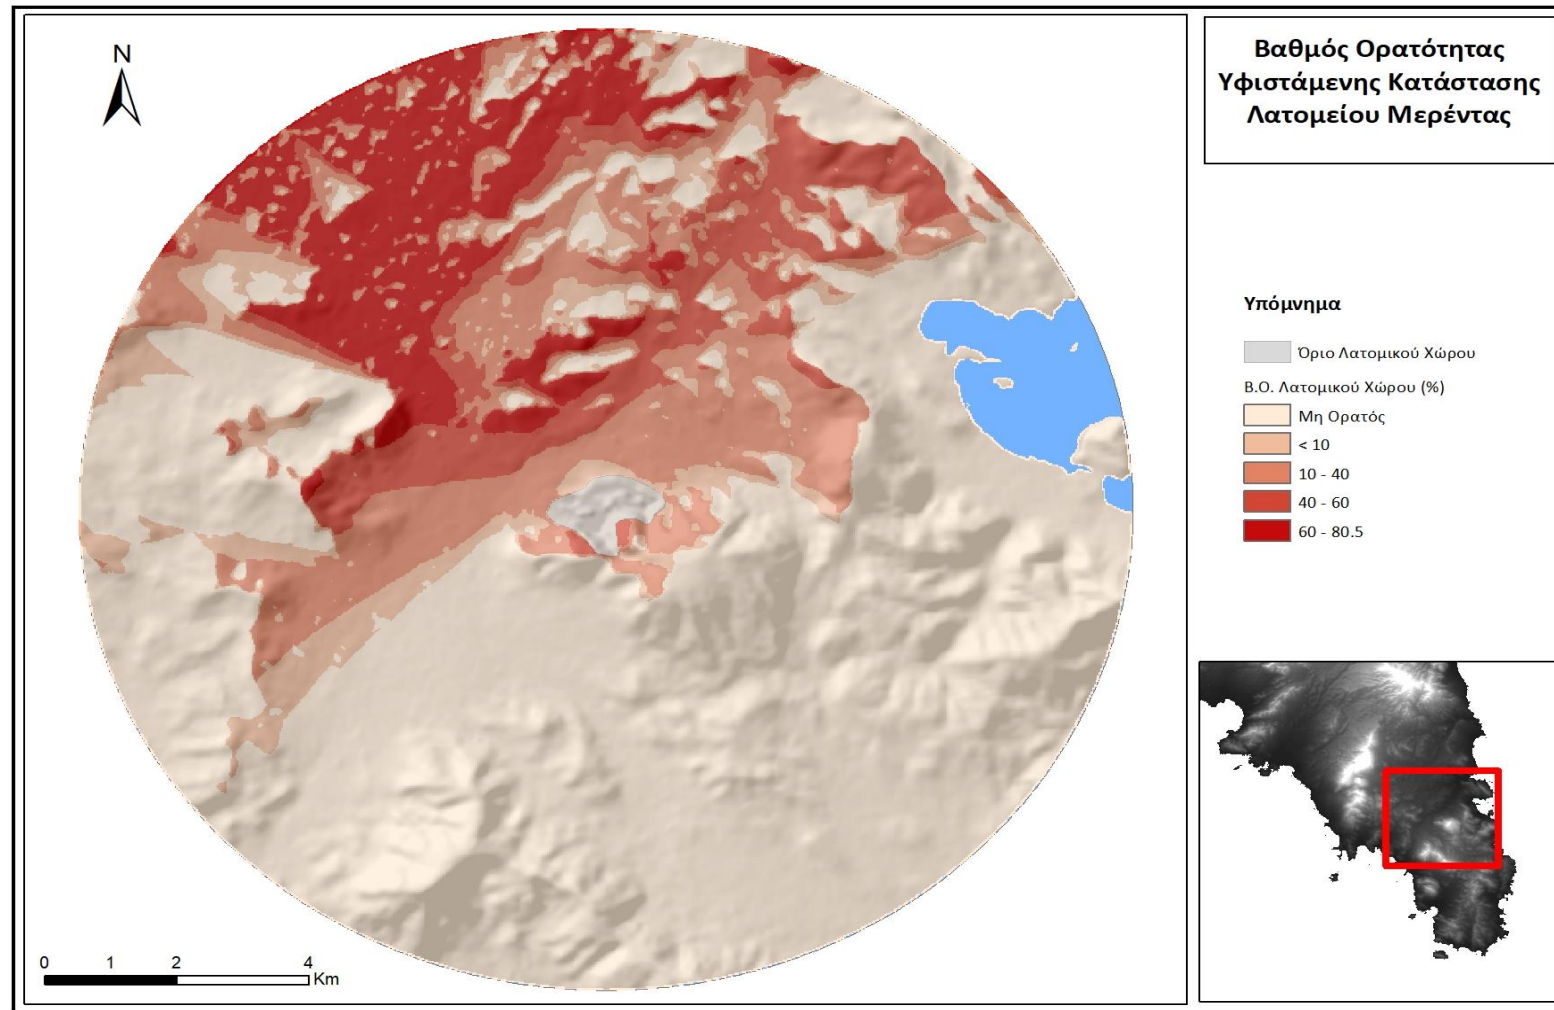 N
Βαθμός Ορατότητας
Υφιστάμενης Κατάστασης
Λατομείου Μερέντας
Υπόμνημα
Όριο Λατομικού Χώρου
Β.Ο. Λατομικού Χώρου (%)
Μη Ορατός
< 10
10 - 40
40 - 60
60 - 80.5
0 1 2 4
Km